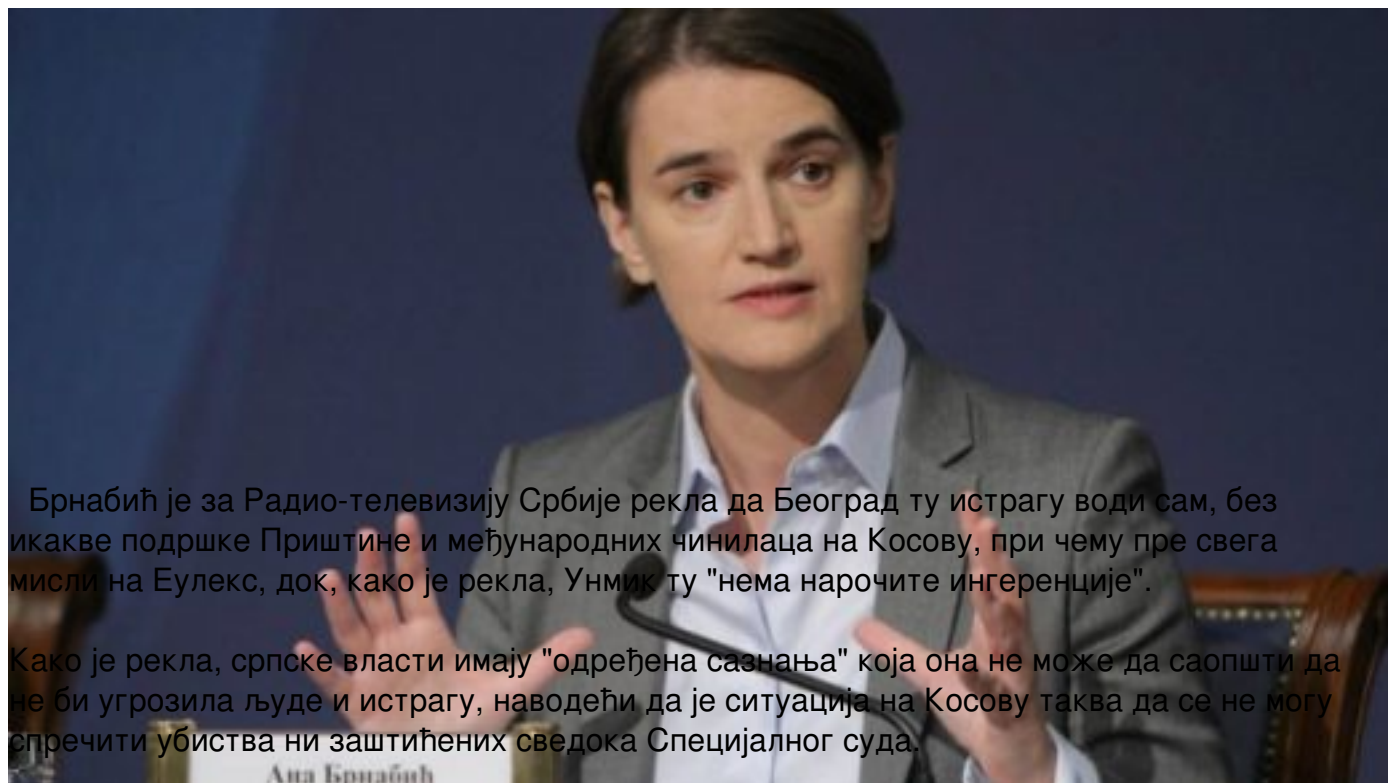 Брнабић је за Радио-телевизију Србије рекла да Београд ту истрагу води сам, без
икакве подршке Приштине и међународних чинилаца на Косову, при чему пре свега
мисли на Еулекс, док, како је рекла, Унмик ту "нема нарочите ингеренције".
Како је рекла, српске власти имају "одређена сазнања" која она не може да саопшти да
не би угрозила људе и истрагу, наводећи да је ситуација на Косову таква да се не могу
спречити убиства ни заштићених сведока Специјалног суда.
Ана Брнабић